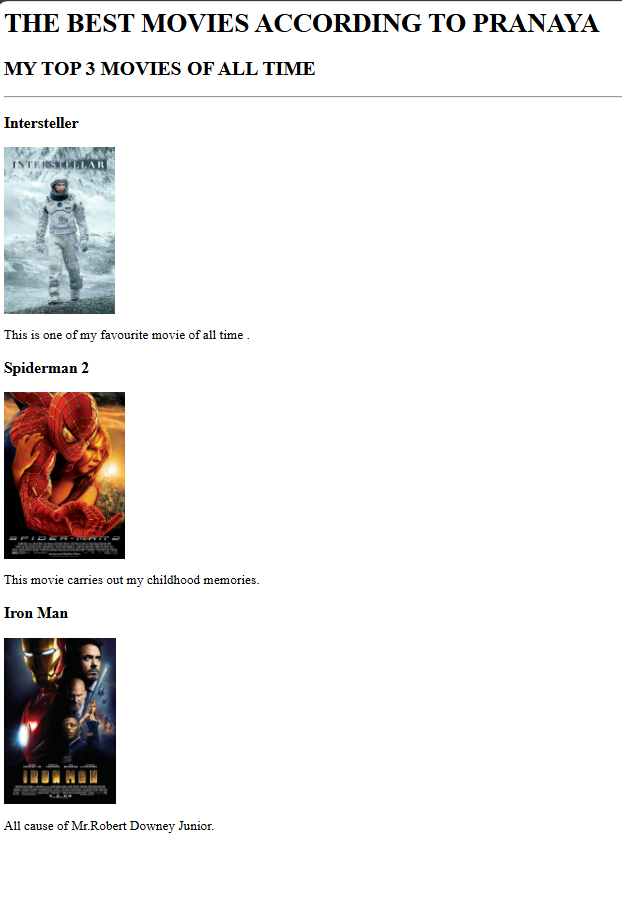 THE BEST MOVIES ACCORDING TO PRANAYA
MY TOP 3 MOVIES OF ALL TIME
Intersteller
INTERSTELLAR
This is one of my favourite movie of all time .
Spiderman 2
SPIDER-MAN 2
This movie carries out my childhood memories.
Iron Man
IRON MAN
All cause of Mr.Robert Downey Junior.